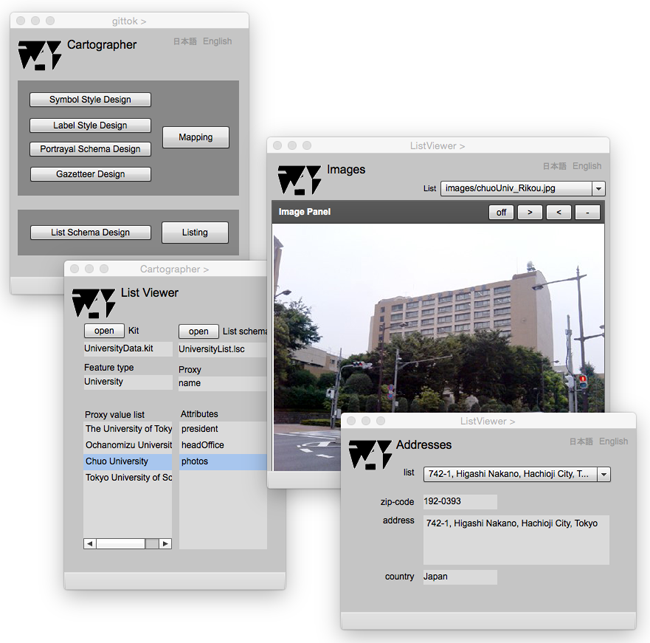 gittok >
Cartographer
日本語 English
Symbol Style Design
Label Style Design
Portrayal Schema Design
Gazetteer Design
Mapping
List Schema Design
Listing
ListViewer >
Images
日本語 English
List images/chuoUniv_Rikou.jpg
Image Panel
off > < -
Cartographer >
List Viewer
open Kit
open List schema
UniversityData.kit
UniversityList.lsc
Feature type
Proxy
University
name
Proxy value list
Attributes
The University of Tokyo
president
Ochanomizu Universit
headOffice
Chuo University
photos
Tokyo University of Sc
ListViewer >
Addresses
日本語 English
list 742-1, Higashi Nakano, Hachioji City, T...
zip-code 192-0393
address 742-1, Higashi Nakano, Hachioji City, Tokyo
country Japan